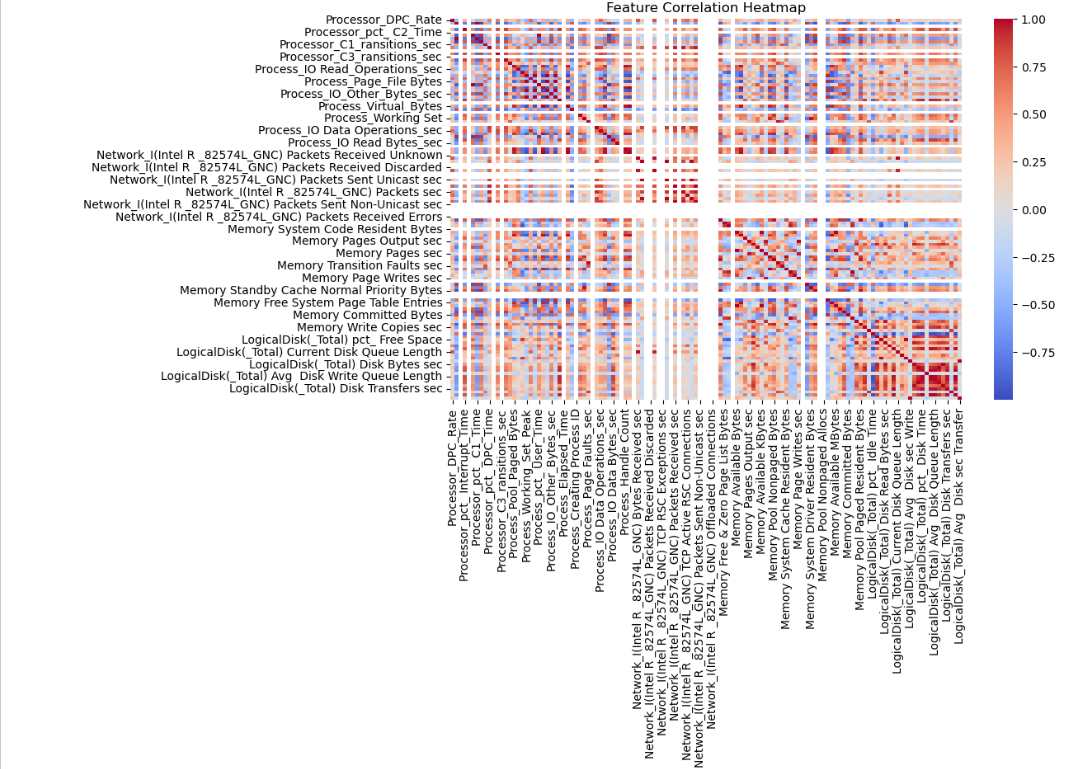 Feature Correlation Heatmap
Processor_DPC_Rate
Processor_pct_ C2_Time
Processor_C1_ransitions_sec
Processor_C3_ransitions_sec
Process_IO Read_Operations_sec
Process_Page_File Bytes
Process_IO_Other_Bytes_sec
Process_Virtual_Bytes
Process_Working Set
Process_IO Data Operations_sec
Process_IO Read Bytes_sec
Network_I(Intel R _82574L_GNC) Packets Received Unknown
Network_I(Intel R _82574L_GNC) Packets Received Discarded
Network_I(Intel R _82574L_GNC) Packets Sent Unicast sec
Network_I(Intel R _82574L_GNC) Packets sec
Network_I(Intel R _82574L_GNC) Packets Sent Non-Unicast sec
Network_I(Intel R _82574L_GNC) Packets Received Errors
Memory System Code Resident Bytes
Memory Pages Output sec
Memory Pages sec
Memory Transition Faults sec
Memory Page Writes sec
Memory Standby Cache Normal Priority Bytes
Memory Free System Page Table Entries
Memory Committed Bytes
Memory Write Copies sec
LogicalDisk(_Total) pct_ Free Space
LogicalDisk(_Total) Current Disk Queue Length
LogicalDisk(_Total) Disk Bytes sec
LogicalDisk(_Total) Avg_ Disk Write Queue Length
LogicalDisk(_Total) Disk Transfers sec
1.00
0.75
0.50
0.25
0.00
−0.25
−0.50
−0.75
Processor_DPC_Rate
Processor_pct_Interrupt_Time
Processor_pct_ C1_Time
Processor_pct_DPC_Time
Processor_C3_ransitions_sec
Process_Pool_Paged Bytes
Process_Working_Set_Peak
Process_pct_ User_Time
Process_IO_Other_Bytes_sec
Process_Elapsed_Time
Process_Creating Process ID
Process_Page Faults_sec
Process_IO Data Operations_sec
Process_IO Data Bytes_sec
Process_Handle Count
Network_I(Intel R _82574L_GNC) Bytes Received sec
Network_I(Intel R _82574L_GNC) Packets Received Discarded
Network_I(Intel R _82574L_GNC) TCP RSC Exceptions sec
Network_I(Intel R _82574L_GNC) Packets Received sec
Network_I(Intel R _82574L_GNC) TCP Active RSC Connections
Network_I(Intel R _82574L_GNC) Packets Sent Non-Unicast sec
Network_I(Intel R _82574L_GNC) Offloaded Connections
Memory Free & Zero Page List Bytes
Memory Available Bytes
Memory Pages Output sec
Memory Available KBytes
Memory Pool Nonpaged Bytes
Memory System Cache Resident Bytes
Memory Page Writes sec
Memory System Driver Resident Bytes
Memory Pool Nonpaged Allocs
Memory Available MBytes
Memory Committed Bytes
Memory Pool Paged Resident Bytes
LogicalDisk(_Total) pct_ Idle Time
LogicalDisk(_Total) Disk Read Bytes sec
LogicalDisk(_Total) Current Disk Queue Length
LogicalDisk(_Total) Avg_ Disk sec Write
LogicalDisk(_Total) pct_ Disk Time
LogicalDisk(_Total) Avg_ Disk Queue Length
LogicalDisk(_Total) Disk Transfers sec
LogicalDisk(_Total) Avg_ Disk sec Transfer